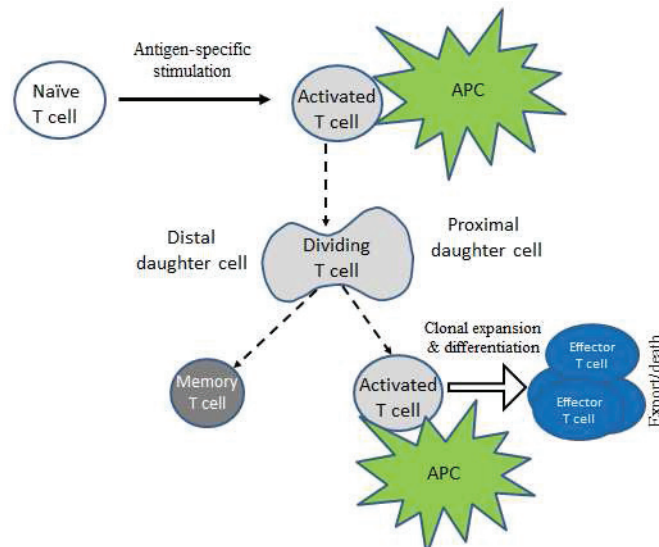 Antigen-specific
stimulation
Naïve
T cell
Activated
T cell
APC
Distal
daughter cell
Dividing
T cell
Proximal
daughter cell
Clonal expansion
& differentiation
Memory
T cell
Activated
T cell
APC
Effector
T cell
Effector
T cell
Export/death